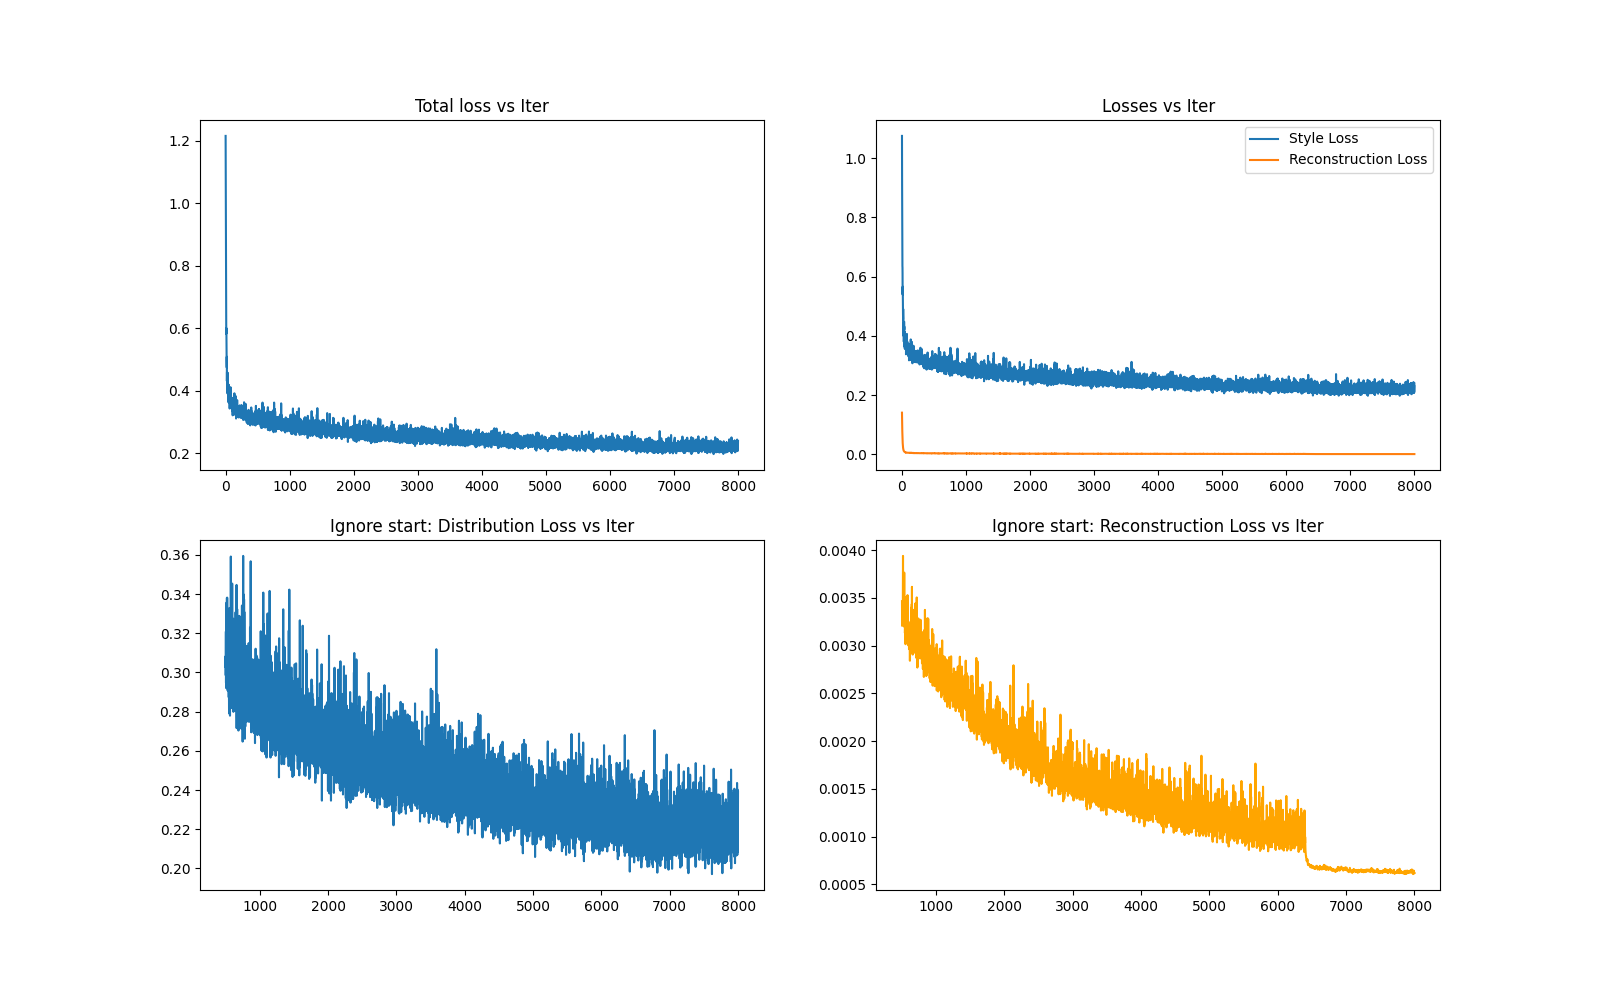 Total loss vs Iter
1.2
1.0
0.8
0.6
0.4
0.2
0 1000 2000 3000 4000 5000 6000 7000 8000
Losses vs Iter
Style Loss
Reconstruction Loss
1.0
0.8
0.6
0.4
0.2
0.0
0 1000 2000 3000 4000 5000 6000 7000 8000
Ignore start: Distribution Loss vs Iter
0.36
0.34
0.32
0.30
0.28
0.26
0.24
0.22
0.20
1000 2000 3000 4000 5000 6000 7000 8000
Ignore start: Reconstruction Loss vs Iter
0.0040
0.0035
0.0030
0.0025
0.0020
0.0015
0.0010
0.0005
1000 2000 3000 4000 5000 6000 7000 8000